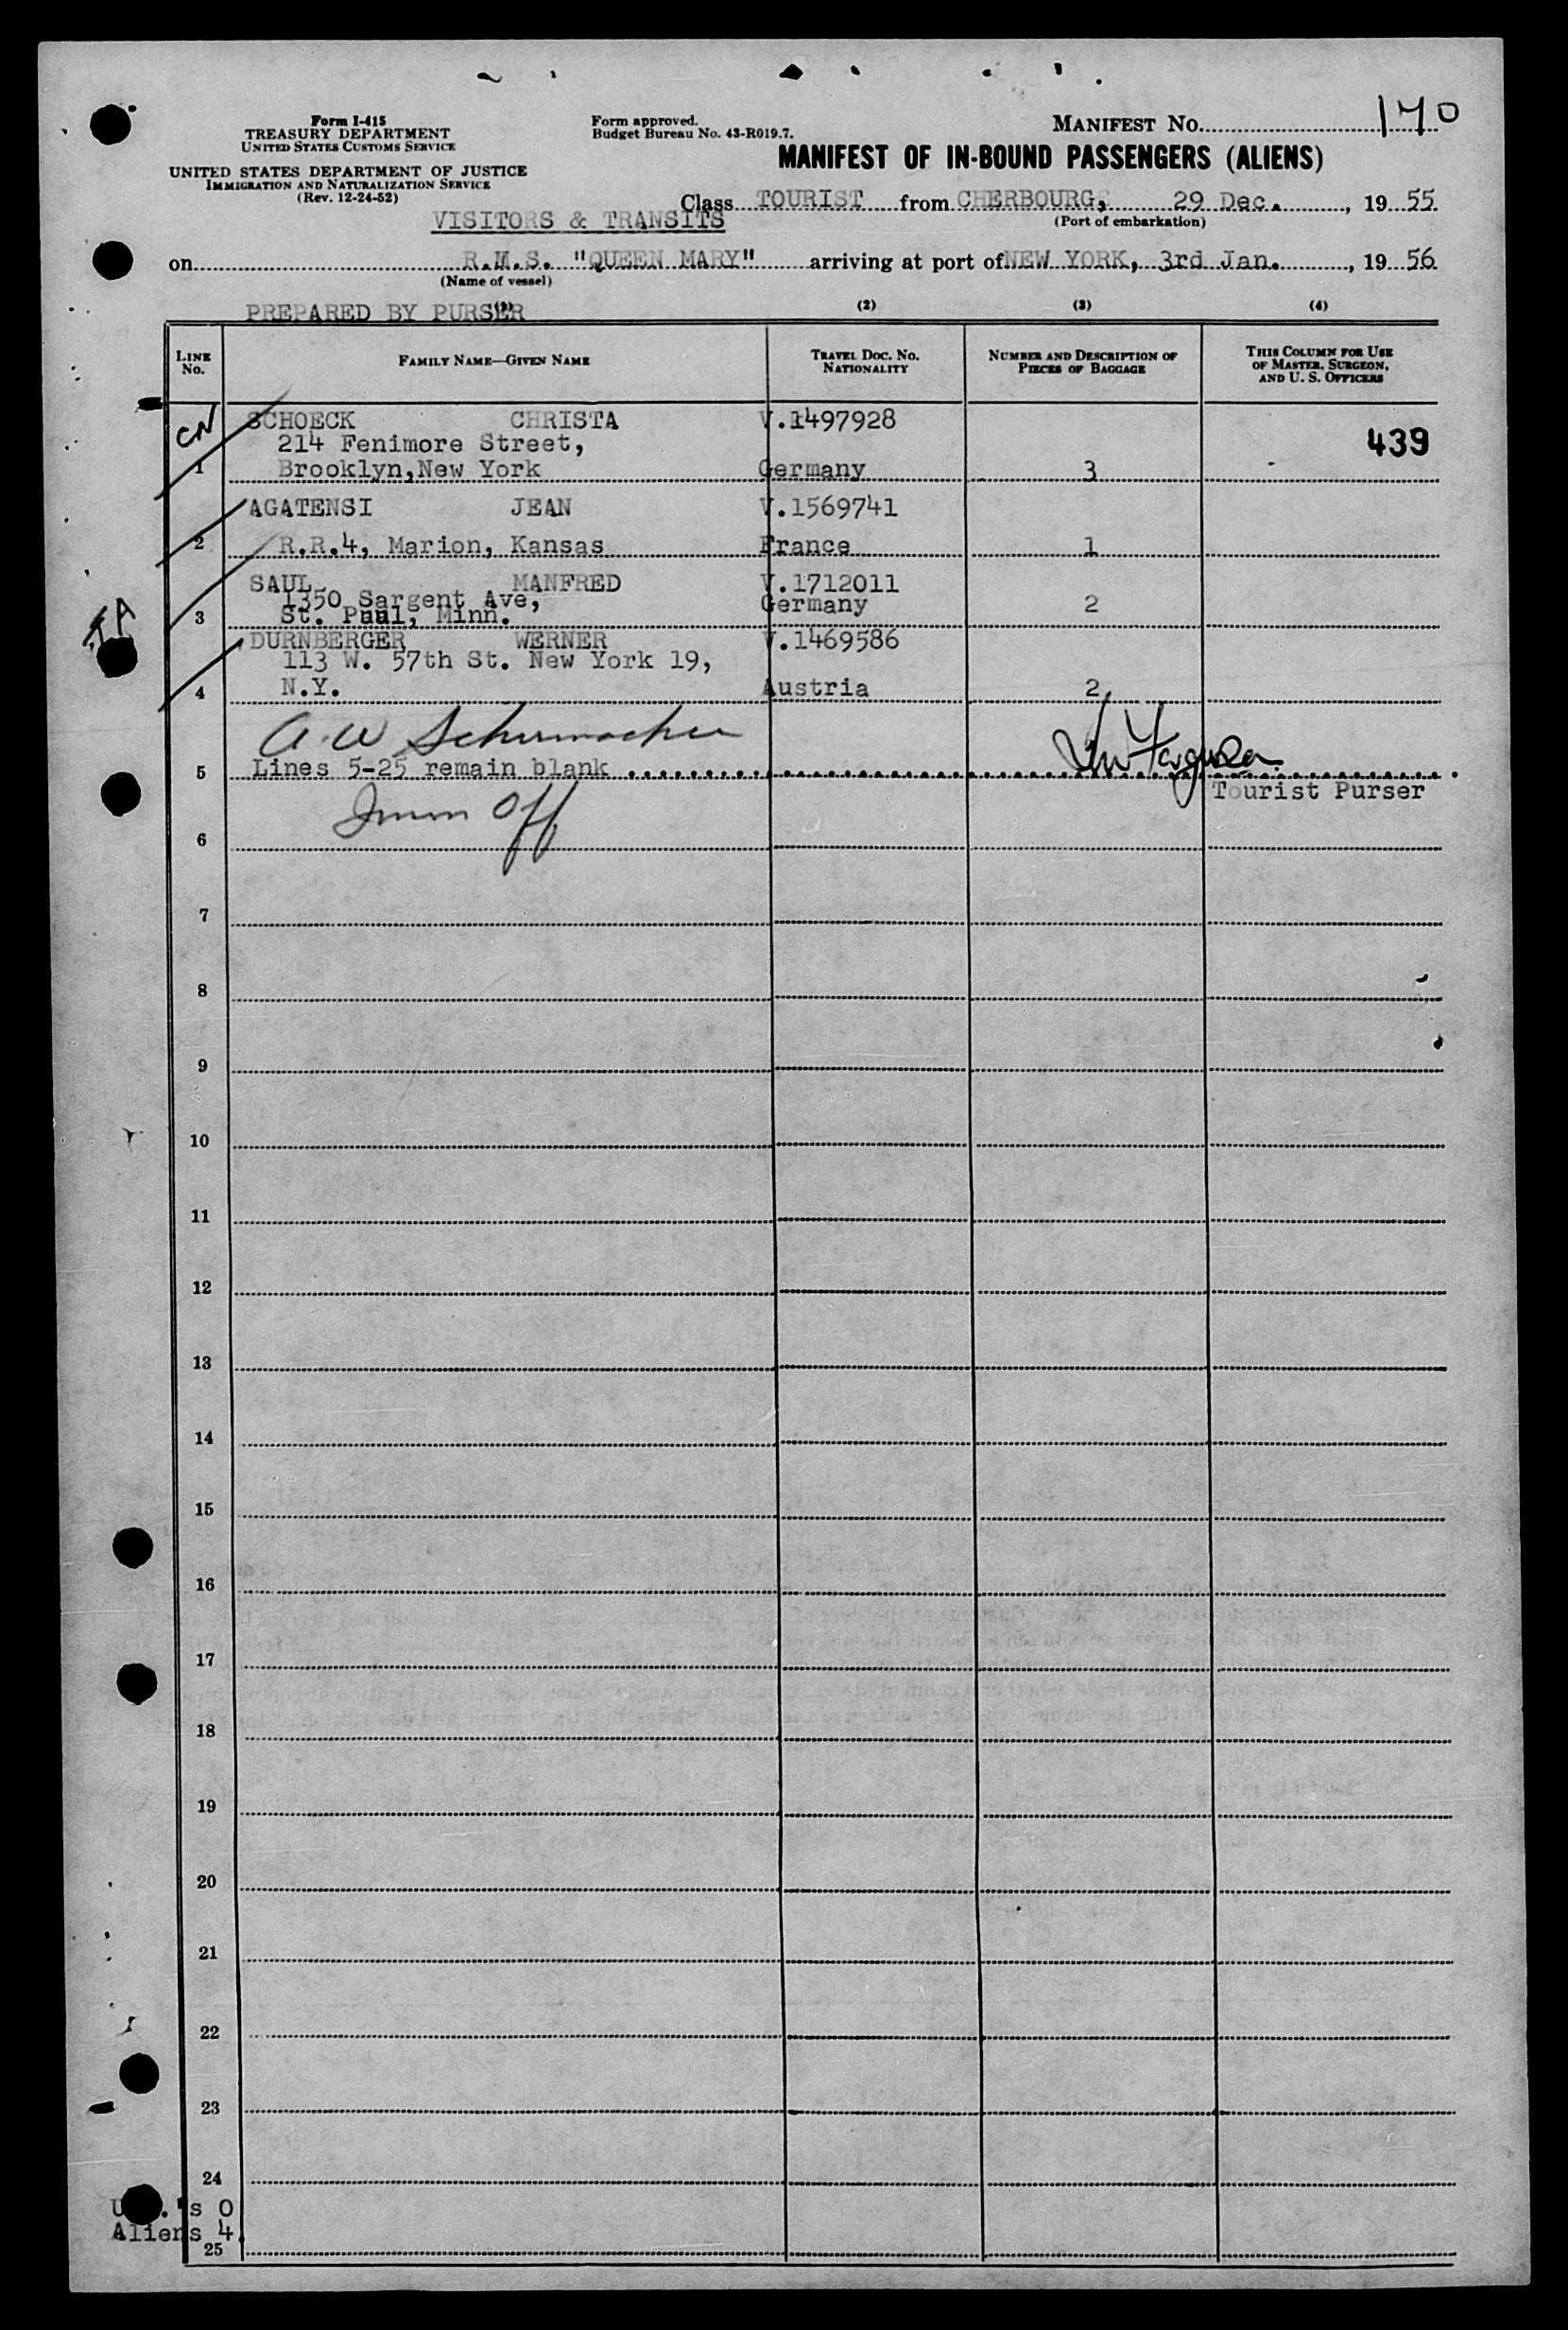 Form I-415
TREASURY DEPARTMENT
UNITED STATES CUSTOMS SERVICE
UNITED STATES DEPARTMENT OF JUSTICE
IMMIGRATION AND NATURALIZATION SERVICE
(Rev. 12-24-52)
Form approved.
Budget Bureau No. 43-R019.7.
MANIFEST NO. 170
MANIFEST OF IN-BOUND PASSENGERS (ALIENS)
Class TOURIST from CHERBOURG, 29 Dec., 19 55
(Port of embarkation)
VISITORS & TRANSITS
on R.M.S. "QUEEN MARY" arriving at port of NEW YORK, 3rd Jan., 19 56
(Name of vessel)
PREPARED BY PURSER
(2) (3) (4)
LINE NO. FAMILY NAME—GIVEN NAME TRAVEL DOC. NO. NATIONALITY NUMBER AND DESCRIPTION OF PIECES OF BAGGAGE THIS COLUMN FOR USE OF MASTER, SURGEON, AND U. S. OFFICERS
CN SCHOECK CHRISTA V.1497928
214 Fenimore Street, 439
1 Brooklyn,New York Germany 3
AGATENSI JEAN V.1569741
2 R.R.4, Marion, Kansas France 1
SAUL MANFRED V.1712011
1350 Sargent Ave, Germany 2
3 St. Paul, Minn.
DURNBERGER WERNER V.1469586
113 W. 57th St. New York 19,
4 N.Y. Austria 2
A W Schumacher
5 Lines 5-25 remain blank
Tourist Purser
Imm Off
6
7
8
9
10
11
12
13
14
15
16
17
18
19
20
21
22
23
24
s 0
Aliens 4
25